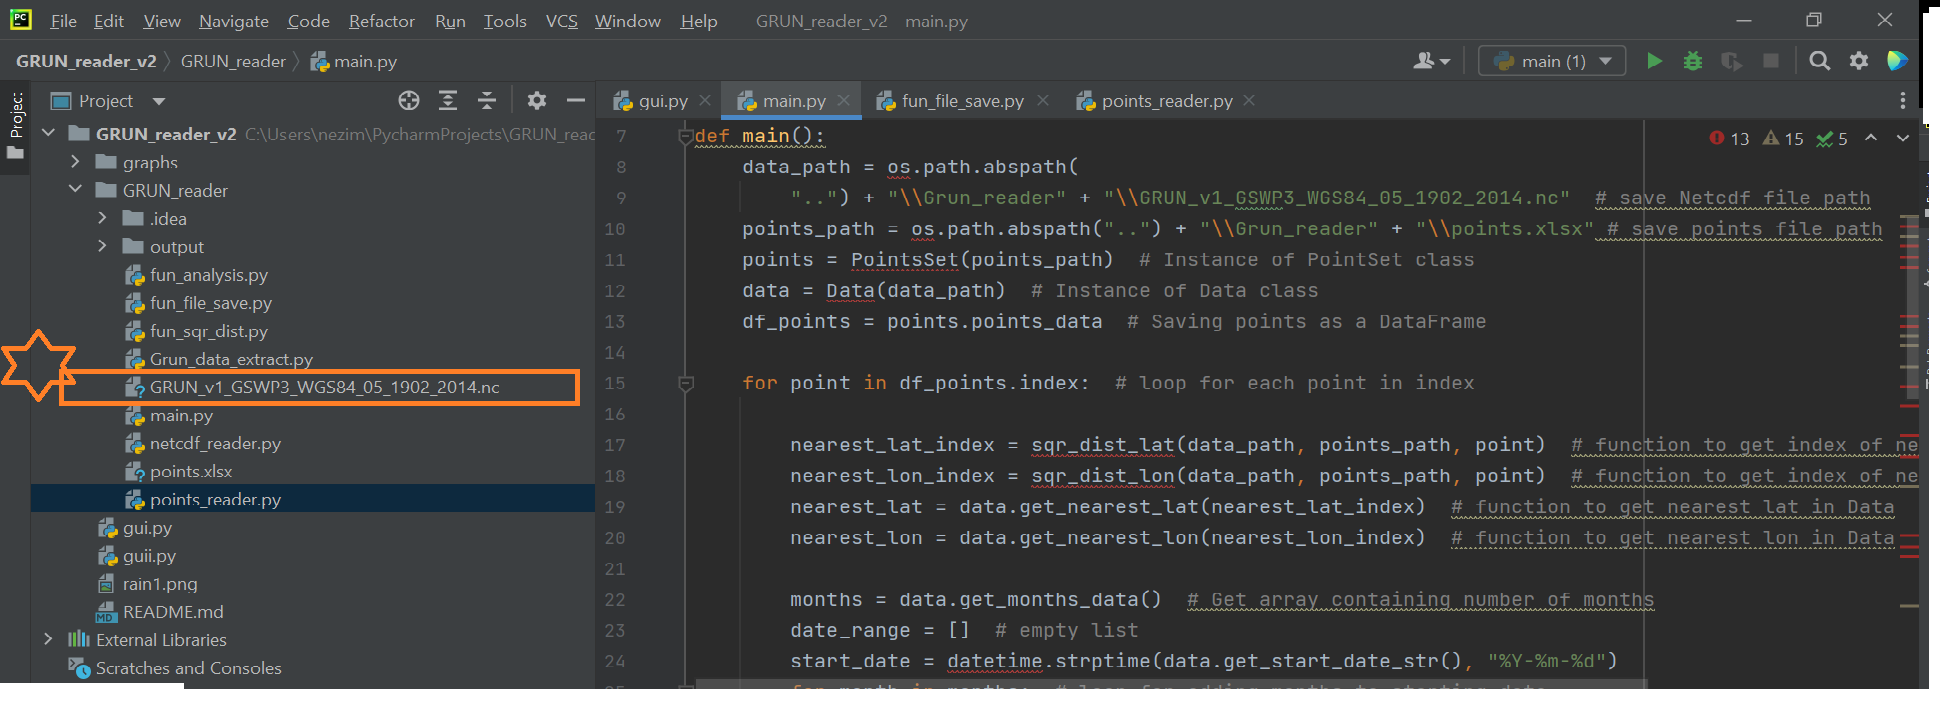 PC File Edit View Navigate Code Refactor Run Tools VCS Window Help GRUN_reader_v2 main.py
GRUN_reader_v2 GRUN_reader main.py main (1)
Project
Project
gui.py main.py fun_file_save.py points_reader.py
GRUN_reader_v2 C:\Users\nezim\PycharmProjects\GRUN_reac
graphs
GRUN_reader
.idea
output
fun_analysis.py
fun_file_save.py
fun_sqr_dist.py
Grun_data_extract.py
GRUN_v1_GSWP3_WGS84_05_1902_2014.nc
main.py
netcdf_reader.py
points.xlsx
points_reader.py
gui.py
guii.py
rain1.png
MD README.md
External Libraries
Scratches and Consoles
13 15 5
7 def main():
8 data_path = os.path.abspath(
9 "..") + "\\Grun_reader" + "\\GRUN_v1_GSWP3_WGS84_05_1902_2014.nc" # save Netcdf file path
10 points_path = os.path.abspath("..") + "\\Grun_reader" + "\\points.xlsx" # save points file path
11 points = PointsSet(points_path) # Instance of PointSet class
12 data = Data(data_path) # Instance of Data class
13 df_points = points.points_data # Saving points as a DataFrame
14
15 for point in df_points.index: # loop for each point in index
16
17 nearest_lat_index = sqr_dist_lat(data_path, points_path, point) # function to get index of ne
18 nearest_lon_index = sqr_dist_lon(data_path, points_path, point) # function to get index of ne
19 nearest_lat = data.get_nearest_lat(nearest_lat_index) # function to get nearest lat in Data
20 nearest_lon = data.get_nearest_lon(nearest_lon_index) # function to get nearest lon in Data
21
22 months = data.get_months_data() # Get array containing number of months
23 date_range = [] # empty list
24 start_date = datetime.strptime(data.get_start_date_str(), "%Y-%m-%d")